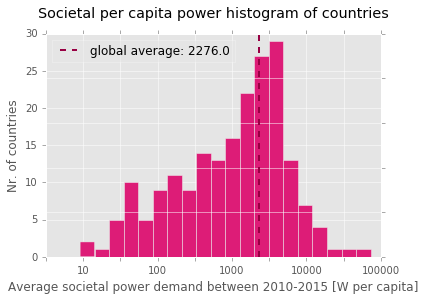 Societal per capita power histogram of countries
30
25
20
15
10
5
0
Nr. of countries
global average: 2276.0
10 100 1000 10000 100000
Average societal power demand between 2010-2015 [W per capita]